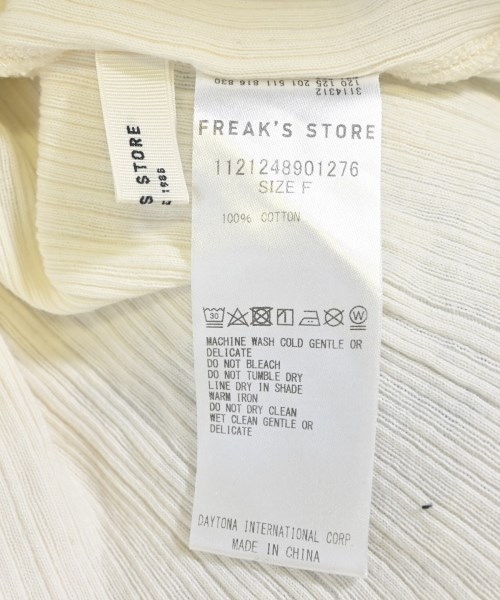 S STORE
1986
3114312
120 125 201 511 816 830
FREAK'S STORE
1121248901276
SIZE F
100% COTTON
30
W
MACHINE WASH COLD GENTLE OR
DELICATE
DO NOT BLEACH
DO NOT TUMBLE DRY
LINE DRY IN SHADE
WARM IRON
DO NOT DRY CLEAN
WET CLEAN GENTLE OR
DELICATE
DAYTONA INTERNATIONAL CORP.
MADE IN CHINA